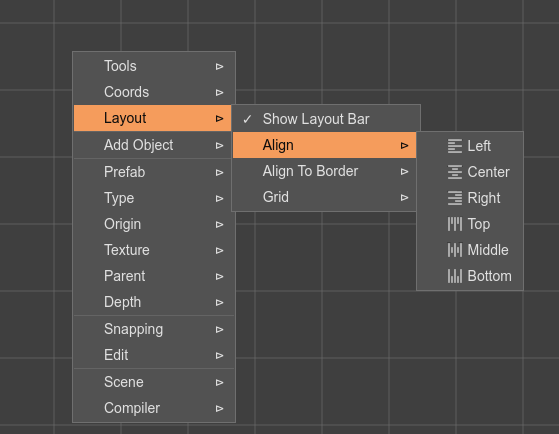 Tools
Coords
Layout
Add Object
Prefab
Type
Origin
Texture
Parent
Depth
Snapping
Edit
Scene
Compiler
✓ Show Layout Bar
Align
Align To Border
Grid
Left
Center
Right
Top
Middle
Bottom